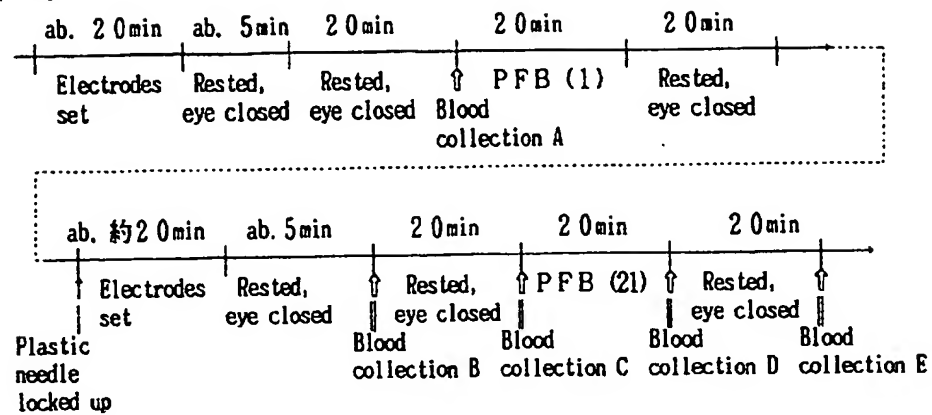 ab. 20min ab. 5min 20min 20min 20min
Electrodes Rested, Rested, PFB (1) Rested,
set eye closed eye closed Blood eye closed
collection A
ab. 約20min ab. 5min 20min 20min 20min
Electrodes Rested, Rested, PFB (21) Rested,
set eye closed eye closed eye closed
Plastic Blood Blood Blood Blood
needle collection B collection C collection D collection E
locked up